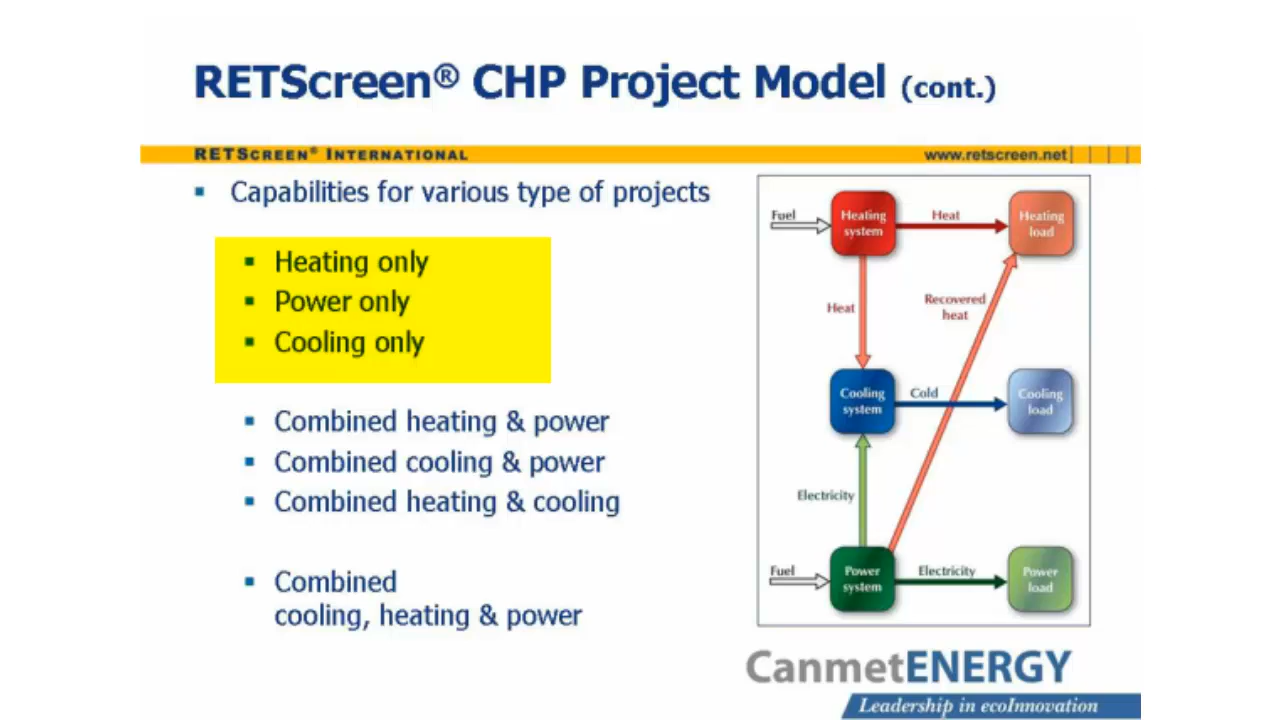 RETScreen® CHP Project Model (cont.)
RETSCREEN® INTERNATIONAL
www.retscreen.net
Capabilities for various type of projects
Heating only
Power only
Cooling only
Combined heating & power
Combined cooling & power
Combined heating & cooling
Combined
cooling, heating & power
Fuel
Heating
system
Heat
Heating
load
Heat
Recovered
heat
Cooling
system
Cold
Cooling
load
Electricity
Fuel
Power
system
Electricity
Power
load
CanmetENERGY
Leadership in ecoInnovation